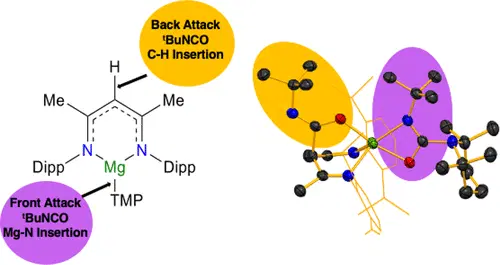 Back Attack
ᵗBuNCO
C-H Insertion
H
Me Me
N N
Dipp Mg Dipp
TMP
Front Attack
ᵗBuNCO
Mg-N Insertion